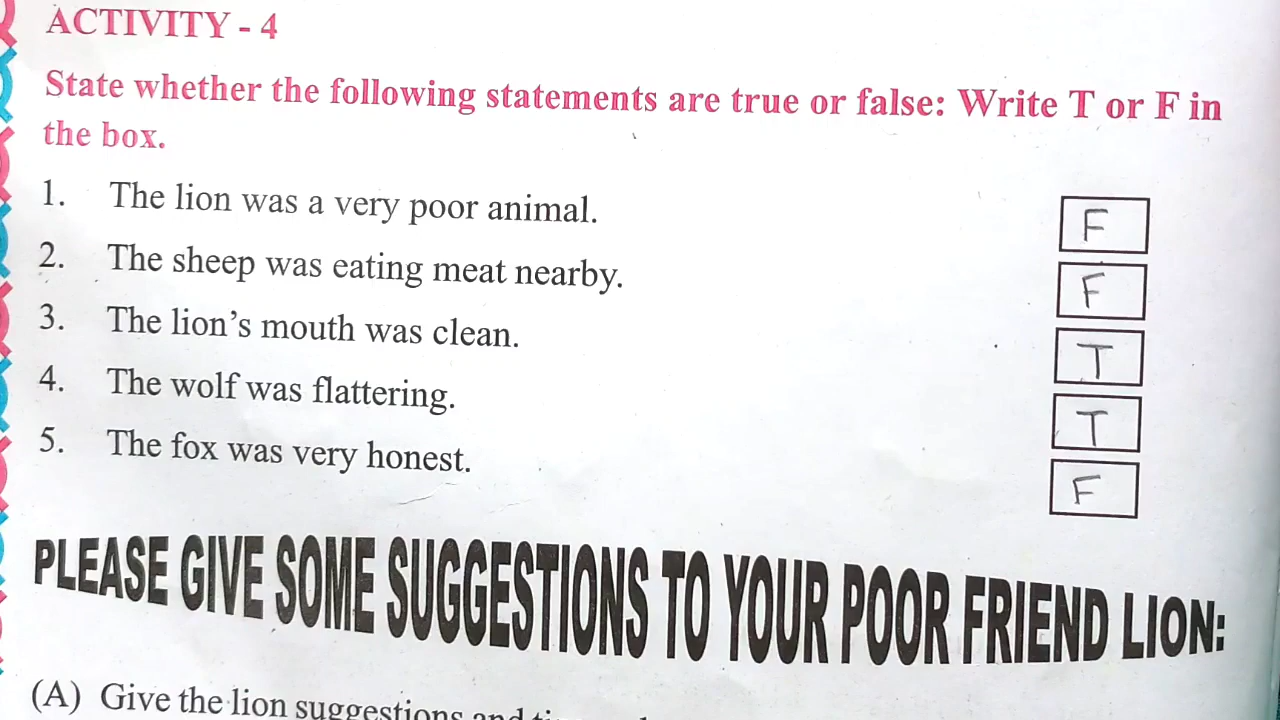 ACTIVITY - 4
State whether the following statements are true or false: Write T or F in
the box.
1. The lion was a very poor animal. F
2. The sheep was eating meat nearby. F
3. The lion's mouth was clean. T
4. The wolf was flattering. T
5. The fox was very honest. F
PLEASE GIVE SOME SUGGESTIONS TO YOUR POOR FRIEND LION:
(A) Give the lion suggestions and